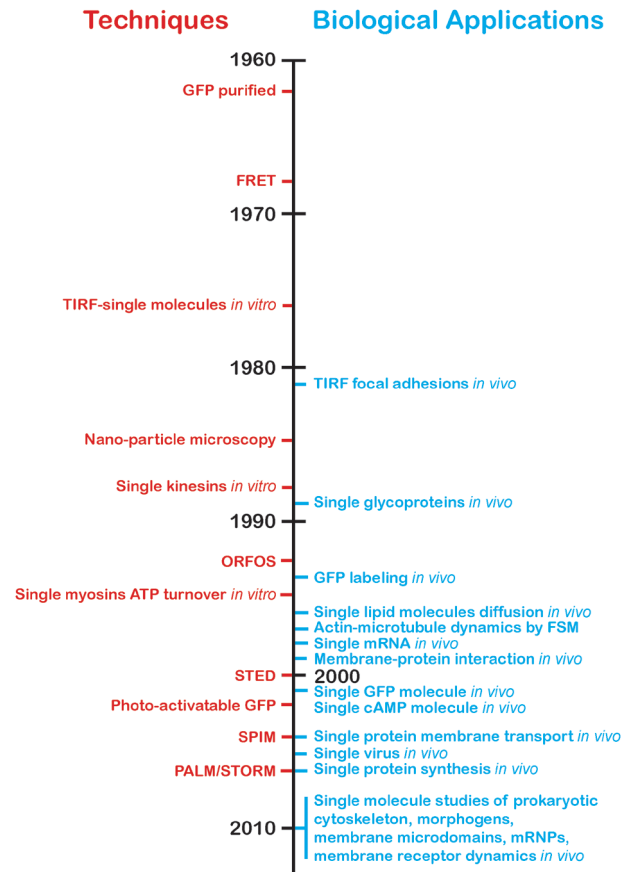 Techniques Biological Applications
1960
GFP purified
FRET
1970
TIRF-single molecules in vitro
1980
TIRF focal adhesions in vivo
Nano-particle microscopy
Single kinesins in vitro
Single glycoproteins in vivo
1990
ORFOS
GFP labeling in vivo
Single myosins ATP turnover in vitro
Single lipid molecules diffusion in vivo
Actin-microtubule dynamics by FSM
Single mRNA in vivo
Membrane-protein interaction in vivo
STED 2000
Single GFP molecule in vivo
Photo-activatable GFP Single cAMP molecule in vivo
SPIM Single protein membrane transport in vivo
Single virus in vivo
PALM/STORM Single protein synthesis in vivo
Single molecule studies of prokaryotic
cytoskeleton, morphogens,
2010
membrane microdomains, mRNPs,
membrane receptor dynamics in vivo